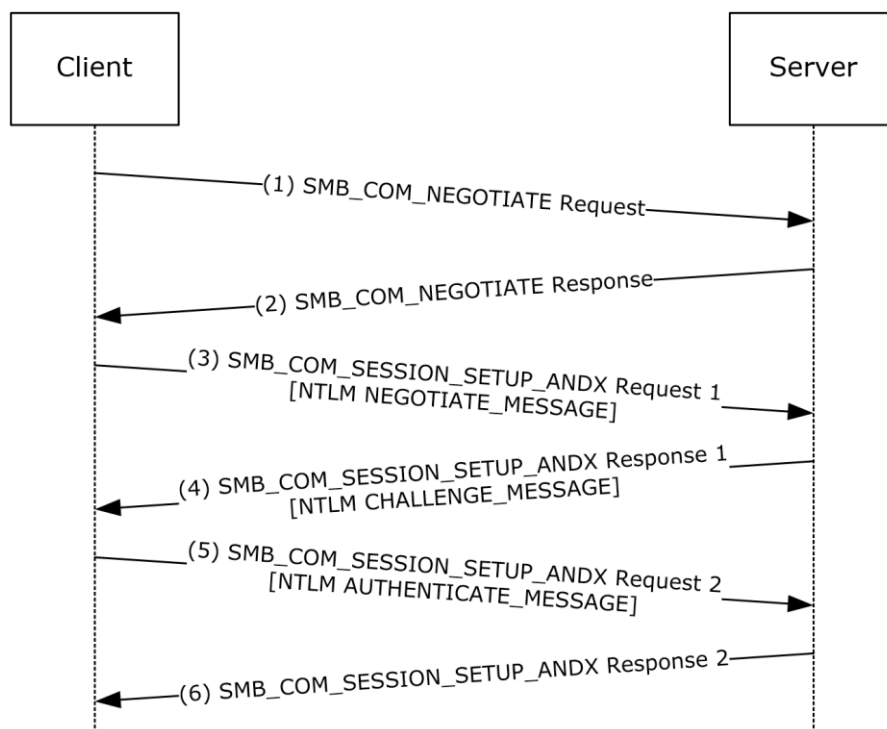 Client
Server
(1) SMB_COM_NEGOTIATE Request
(2) SMB_COM_NEGOTIATE Response
(3) SMB_COM_SESSION_SETUP_ANDX Request 1
[NTLM NEGOTIATE_MESSAGE]
(4) SMB_COM_SESSION_SETUP_ANDX Response 1
[NTLM CHALLENGE_MESSAGE]
(5) SMB_COM_SESSION_SETUP_ANDX Request 2
[NTLM AUTHENTICATE_MESSAGE]
(6) SMB_COM_SESSION_SETUP_ANDX Response 2